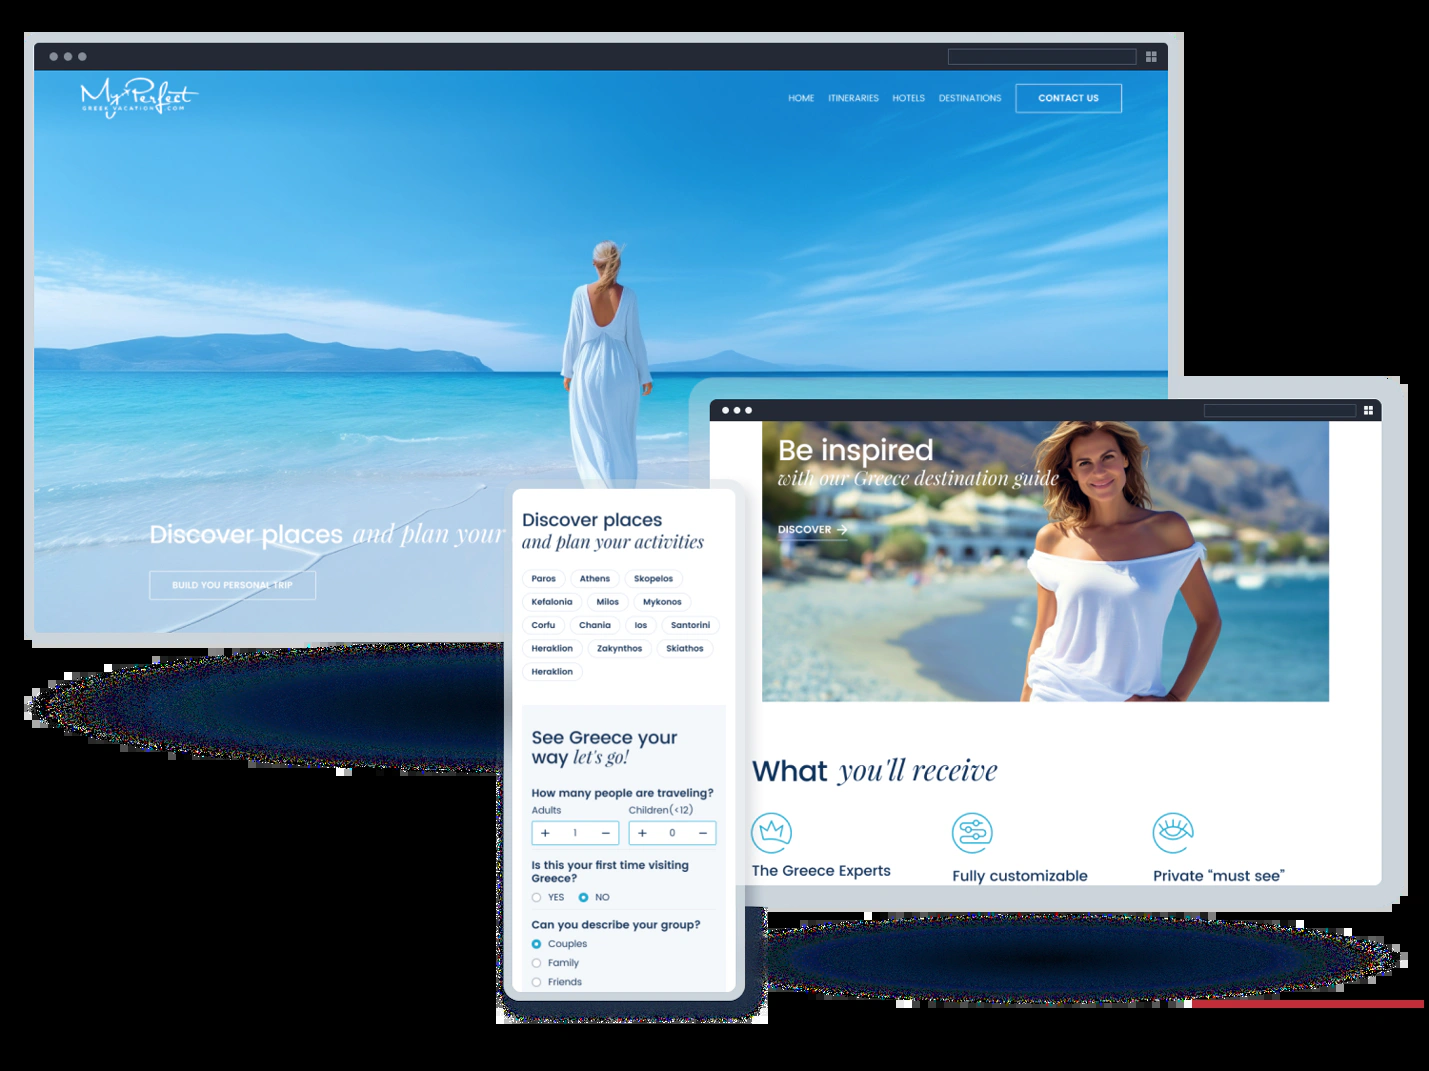 My Perfect
GREEK VACATION .COM
HOME ITINERARIES HOTELS DESTINATIONS CONTACT US
Discover places and plan your
BUILD YOU PERSONAL TRIP
Be inspired
with our Greece destination guide
DISCOVER →
What you'll receive
The Greece Experts
Fully customizable
Private “must see”
Discover places
and plan your activities
Paros Athens Skopelos
Kefalonia Milos Mykonos
Corfu Chania Ios Santorini
Heraklion Zakynthos Skiathos
Heraklion
See Greece your
way let's go!
How many people are traveling?
Adults Children(<12)
+ 1 − + 0 −
Is this your first time visiting
Greece?
YES NO
Can you describe your group?
Couples
Family
Friends